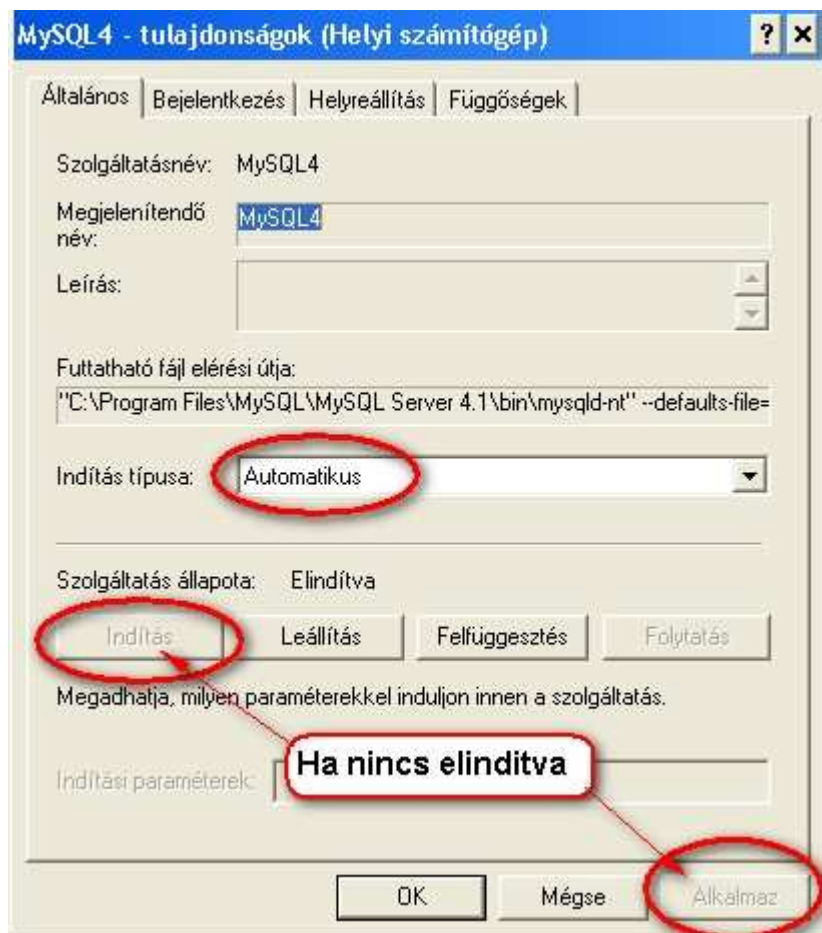 MySQL4 - tulajdonságok (Helyi számítógép)
Általános Bejelentkezés Helyreállítás Függőségek
Szolgáltatásnév: MySQL4
Megjelenítendő
név:
MySQL4
Leírás:
Futtatható fájl elérési útja:
"C:\Program Files\MySQL\MySQL Server 4.1\bin\mysqld-nt" --defaults-file=
Indítás típusa: Automatikus
Szolgáltatás állapota: Elindítva
Indítás Leállítás Felfüggesztés Folytatás
Megadhatja, milyen paraméterekkel induljon innen a szolgáltatás.
Ha nincs elinditva
Indítási paraméterek:
OK Mégse Alkalmaz